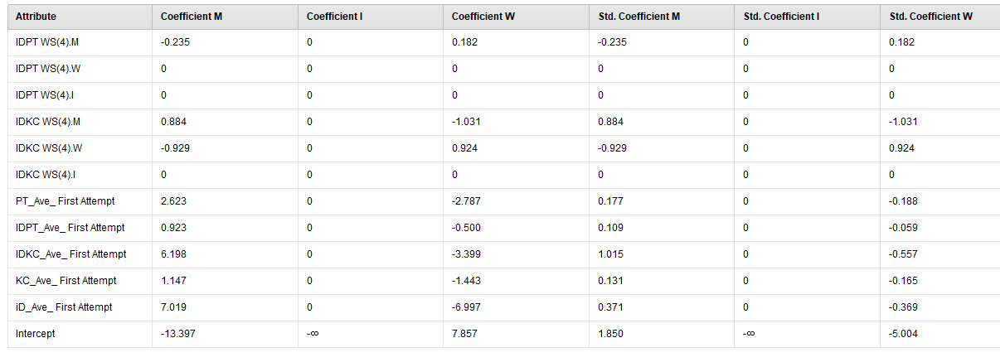 Attribute Coefficient M Coefficient I Coefficient W Std. Coefficient M Std. Coefficient I Std. Coefficient W
IDPT WS(4).M -0.235 0 0.182 -0.235 0 0.182
IDPT WS(4).W 0 0 0 0 0 0
IDPT WS(4).I 0 0 0 0 0 0
IDKC WS(4).M 0.884 0 -1.031 0.884 0 -1.031
IDKC WS(4).W -0.929 0 0.924 -0.929 0 0.924
IDKC WS(4).I 0 0 0 0 0 0
PT_Ave_ First Attempt 2.623 0 -2.787 0.177 0 -0.188
IDPT_Ave_ First Attempt 0.923 0 -0.500 0.109 0 -0.059
IDKC_Ave_ First Attempt 6.198 0 -3.399 1.015 0 -0.557
KC_Ave_ First Attempt 1.147 0 -1.443 0.131 0 -0.165
iD_Ave_ First Attempt 7.019 0 -6.997 0.371 0 -0.369
Intercept -13.397 -∞ 7.857 1.850 -∞ -5.004